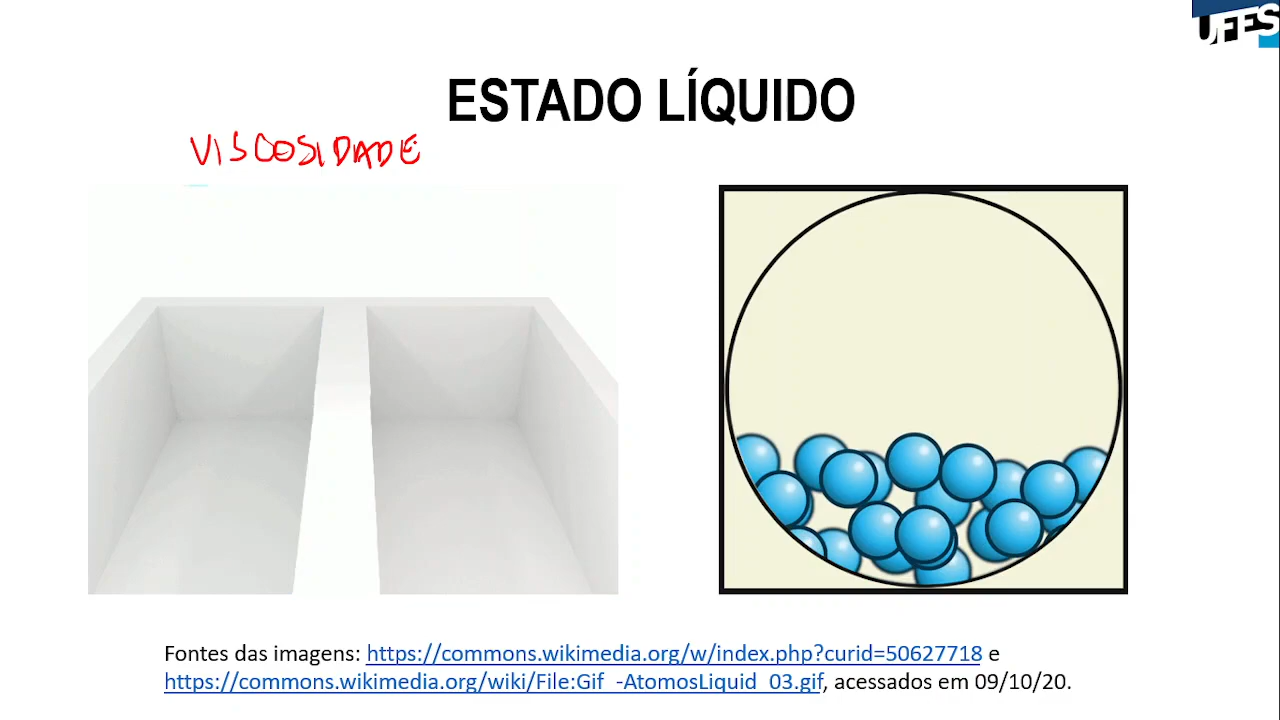 UFES
ESTADO LÍQUIDO
VISCOSIDADE
Fontes das imagens: https://commons.wikimedia.org/w/index.php?curid=50627718 e
https://commons.wikimedia.org/wiki/File:Gif_-AtomosLiquid_03.gif, acessados em 09/10/20.